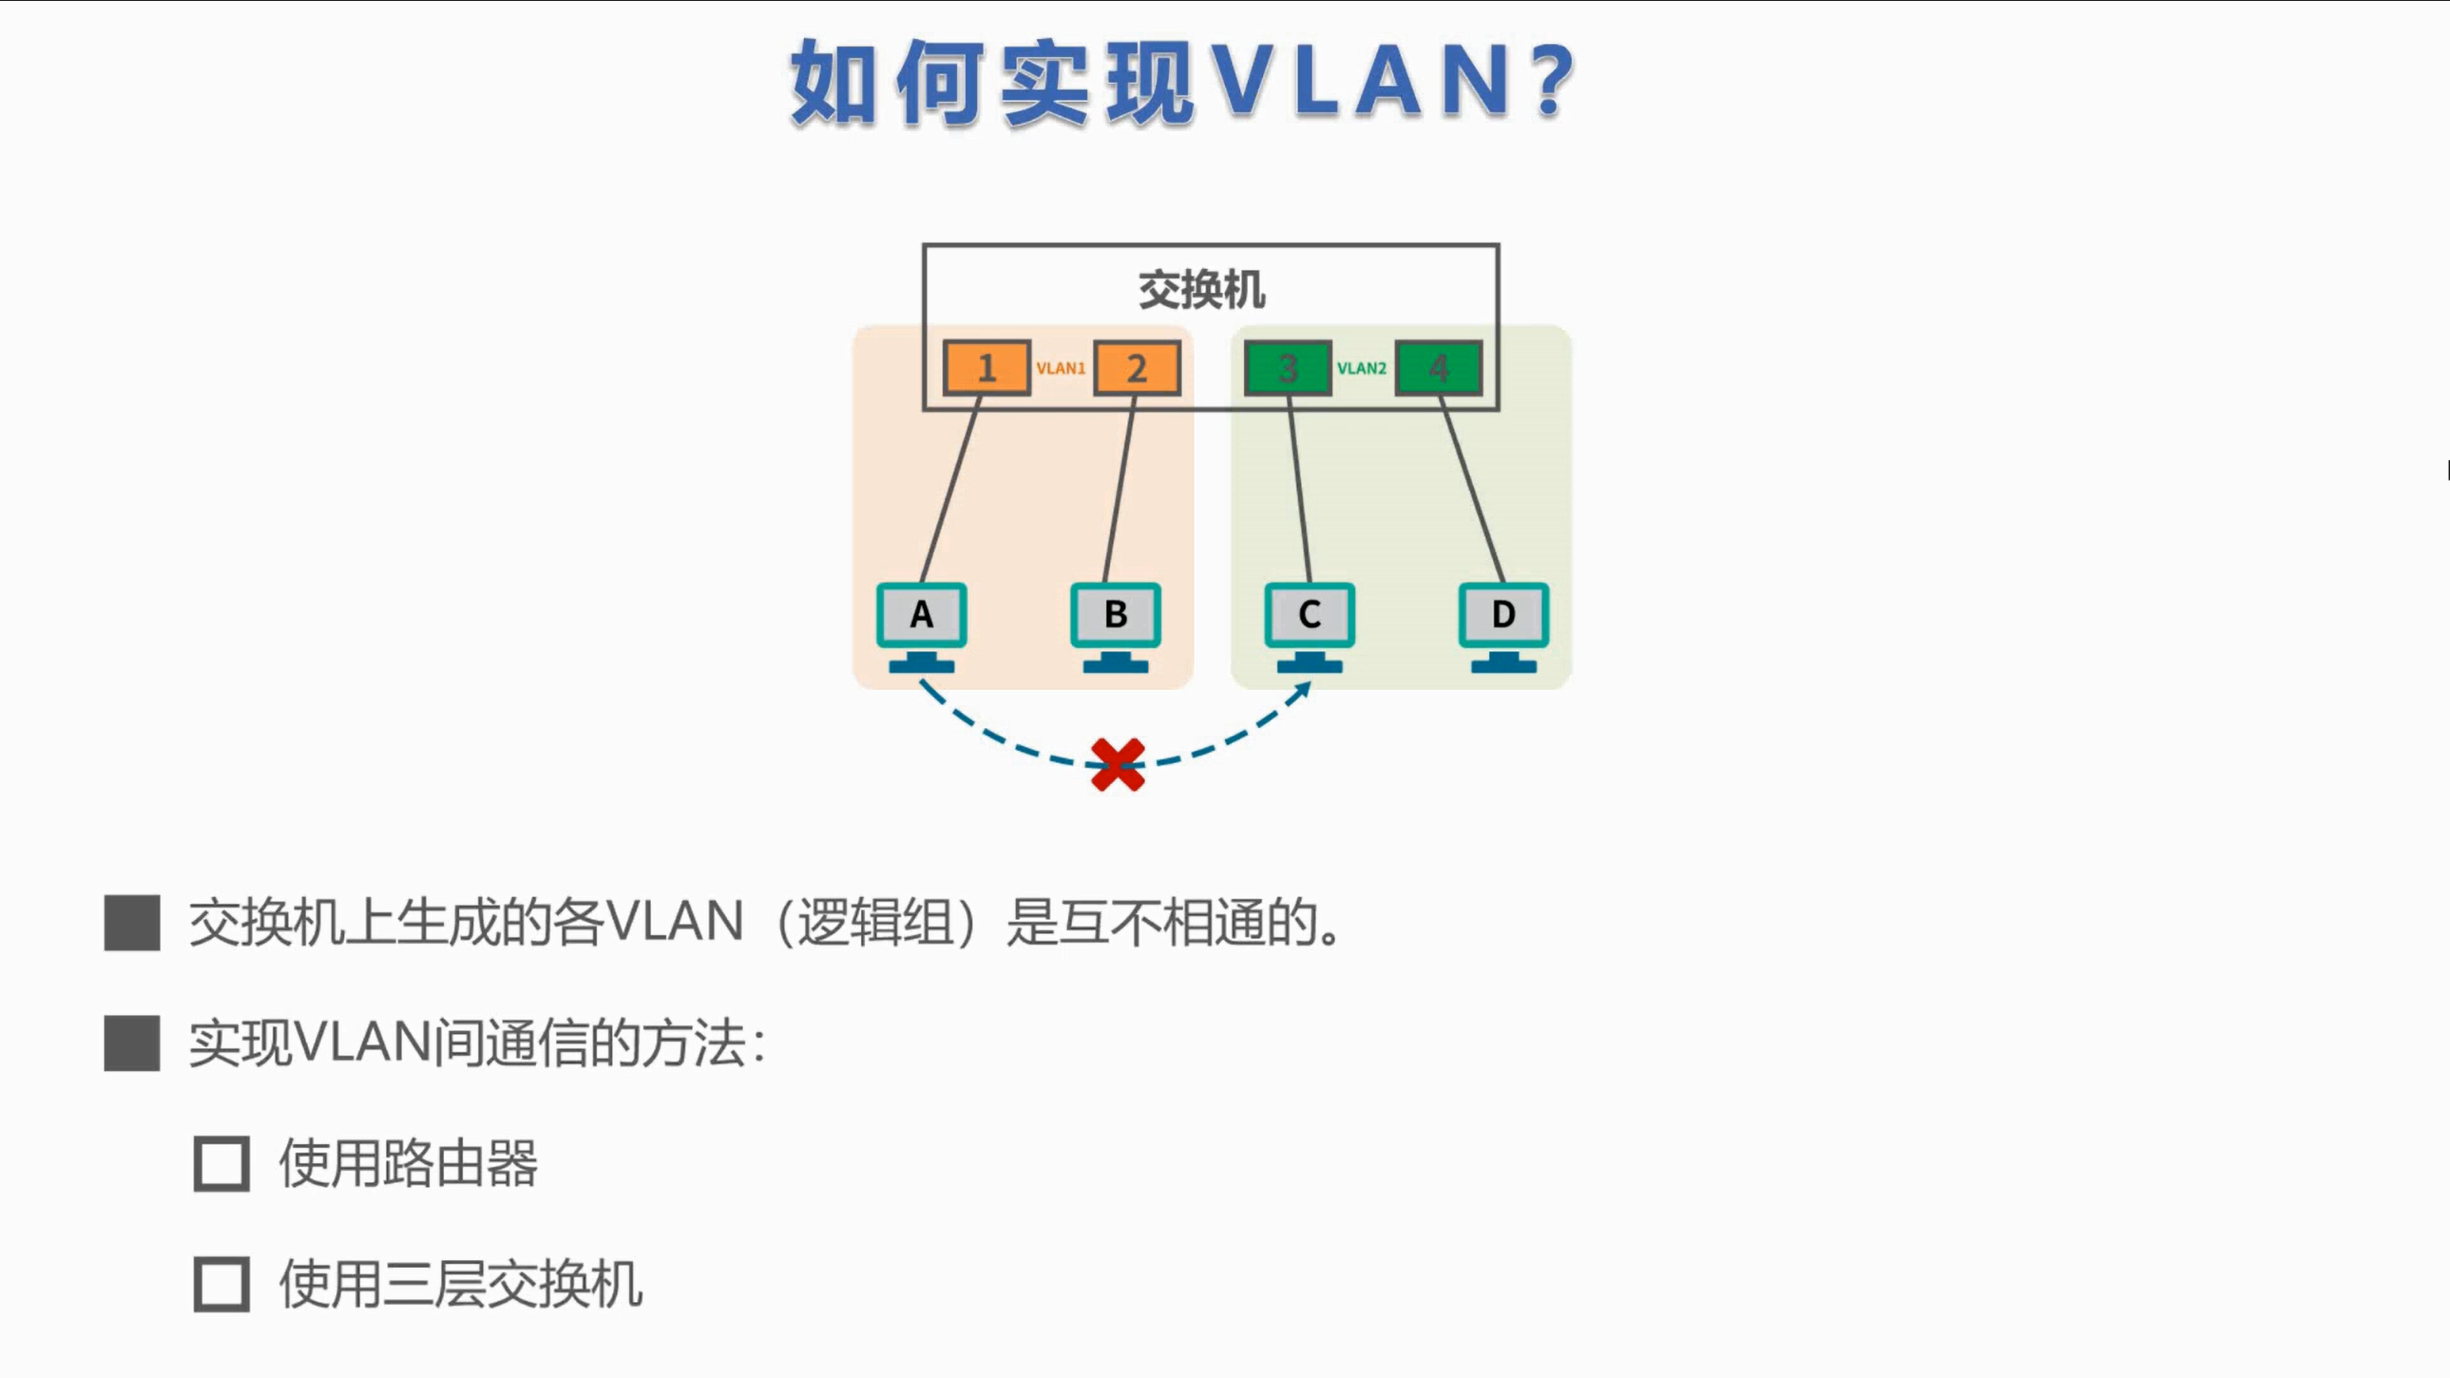 如何实现VLAN？
交换机
1 VLAN1 2 3 VLAN2 4
A B C D
交换机上生成的各VLAN（逻辑组）是互不相通的。
实现VLAN间通信的方法：
使用路由器
使用三层交换机